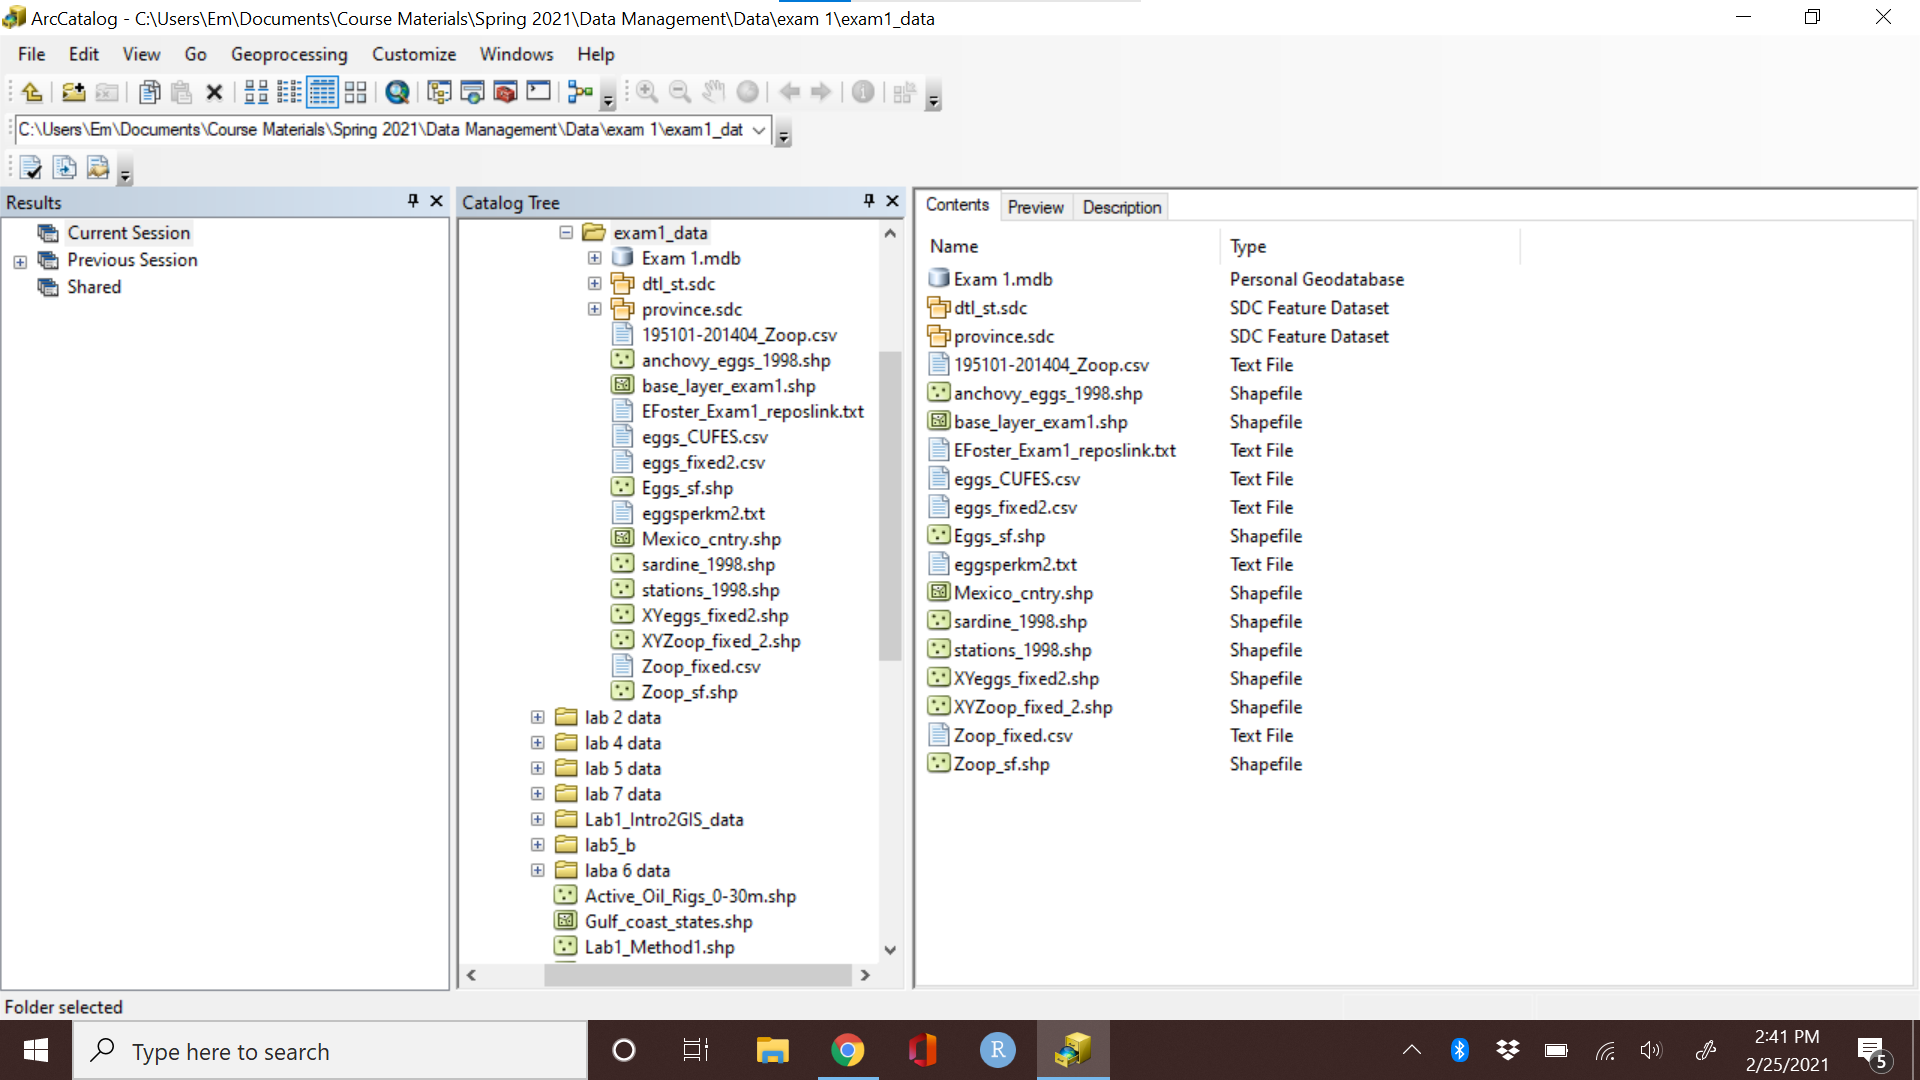 ArcCatalog - C:\Users\Em\Documents\Course Materials\Spring 2021\Data Management\Data\exam 1\exam1_data
File Edit View Go Geoprocessing Customize Windows Help
C:\Users\Em\Documents\Course Materials\Spring 2021\Data Management\Data\exam 1\exam1_dat
Results
Current Session
Previous Session
Shared
Catalog Tree
exam1_data
Exam 1.mdb
dtl_st.sdc
province.sdc
195101-201404_Zoop.csv
anchovy_eggs_1998.shp
base_layer_exam1.shp
EFoster_Exam1_reposlink.txt
eggs_CUFES.csv
eggs_fixed2.csv
Eggs_sf.shp
eggsperkm2.txt
Mexico_cntry.shp
sardine_1998.shp
stations_1998.shp
XYeggs_fixed2.shp
XYZoop_fixed_2.shp
Zoop_fixed.csv
Zoop_sf.shp
lab 2 data
lab 4 data
lab 5 data
lab 7 data
Lab1_Intro2GIS_data
lab5_b
laba 6 data
Active_Oil_Rigs_0-30m.shp
Gulf_coast_states.shp
Lab1_Method1.shp
Contents Preview Description
Name Type
Exam 1.mdb Personal Geodatabase
dtl_st.sdc SDC Feature Dataset
province.sdc SDC Feature Dataset
195101-201404_Zoop.csv Text File
anchovy_eggs_1998.shp Shapefile
base_layer_exam1.shp Shapefile
EFoster_Exam1_reposlink.txt Text File
eggs_CUFES.csv Text File
eggs_fixed2.csv Text File
Eggs_sf.shp Shapefile
eggsperkm2.txt Text File
Mexico_cntry.shp Shapefile
sardine_1998.shp Shapefile
stations_1998.shp Shapefile
XYeggs_fixed2.shp Shapefile
XYZoop_fixed_2.shp Shapefile
Zoop_fixed.csv Text File
Zoop_sf.shp Shapefile
Folder selected
Type here to search
R
2:41 PM
2/25/2021
5